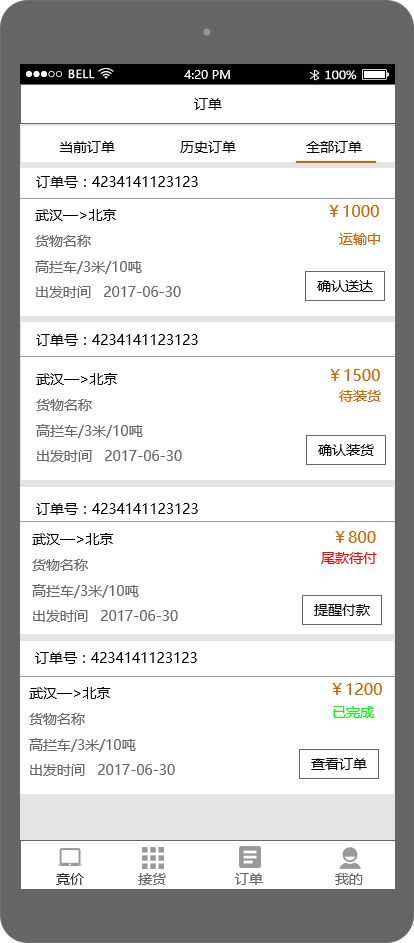 BELL 4:20 PM 100%
订单
当前订单 历史订单 全部订单
订单号：4234141123123
武汉—>北京 ￥1000
货物名称 运输中
高拦车/3米/10吨
出发时间 2017-06-30 确认送达
订单号：4234141123123
武汉—>北京 ￥1500
货物名称 待装货
高拦车/3米/10吨
出发时间 2017-06-30 确认装货
订单号：4234141123123
武汉—>北京 ￥800
货物名称 尾款待付
高拦车/3米/10吨
出发时间 2017-06-30 提醒付款
订单号：4234141123123
武汉—>北京 ￥1200
货物名称 已完成
高拦车/3米/10吨
出发时间 2017-06-30 查看订单
竞价 接货 订单 我的